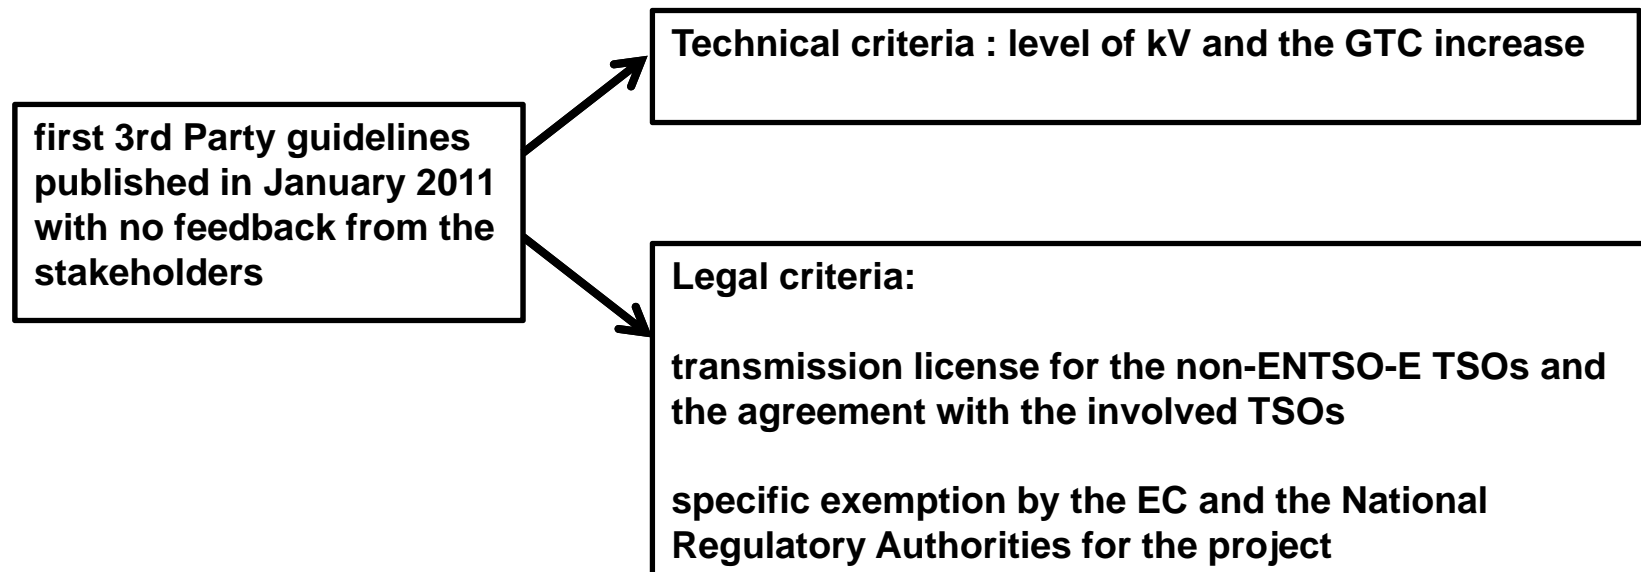 first 3rd Party guidelines
published in January 2011
with no feedback from the
stakeholders
Technical criteria : level of kV and the GTC increase
Legal criteria:
transmission license for the non-ENTSO-E TSOs and
the agreement with the involved TSOs
specific exemption by the EC and the National
Regulatory Authorities for the project